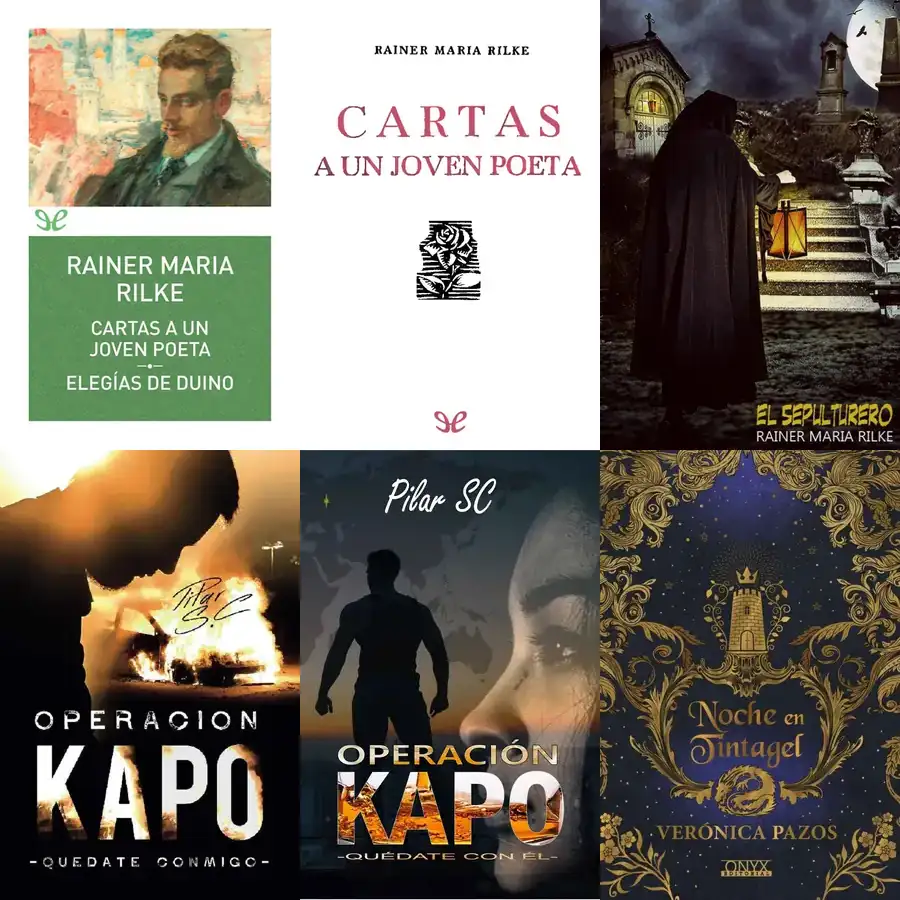 RAINER MARIA
RILKE
CARTAS A UN
JOVEN POETA
ELEGÍAS DE DUINO
RAINER MARIA RILKE
CARTAS
A UN JOVEN POETA
EL SEPULTURERO
RAINER MARIA RILKE
Pilar
S.C
OPERACION
KAPO
-QUEDATE CONMIGO-
Pilar SC
OPERACIÓN
KAPO
-QUÉDATE CON ÉL-
Noche en
Tintagel
VERÓNICA PAZOS
ONYX
EDITORIAL